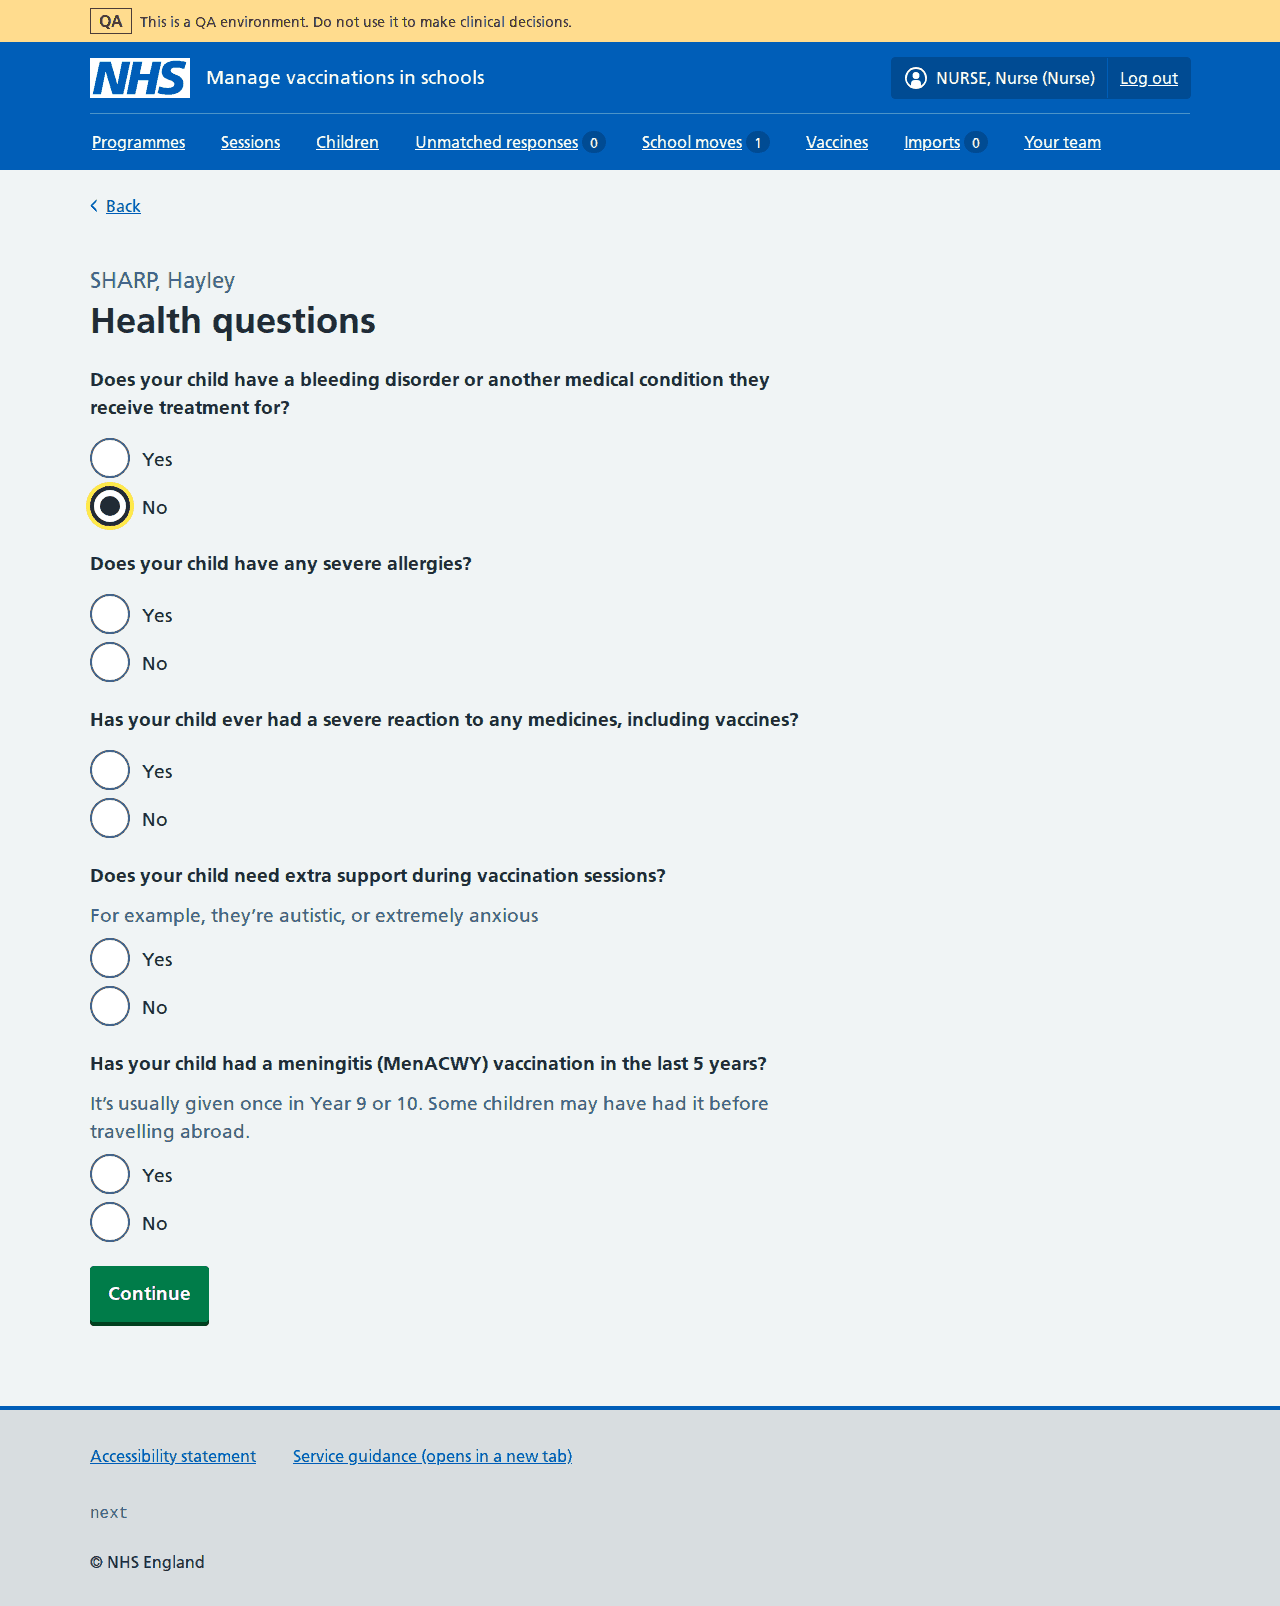 QA This is a QA environment. Do not use it to make clinical decisions.
NHS Manage vaccinations in schools NURSE, Nurse (Nurse) Log out
Programmes Sessions Children Unmatched responses 0 School moves 1 Vaccines Imports 0 Your team
Back
SHARP, Hayley
Health questions
Does your child have a bleeding disorder or another medical condition they
receive treatment for?
Yes
No
Does your child have any severe allergies?
Yes
No
Has your child ever had a severe reaction to any medicines, including vaccines?
Yes
No
Does your child need extra support during vaccination sessions?
For example, they’re autistic, or extremely anxious
Yes
No
Has your child had a meningitis (MenACWY) vaccination in the last 5 years?
It’s usually given once in Year 9 or 10. Some children may have had it before
travelling abroad.
Yes
No
Continue
Accessibility statement Service guidance (opens in a new tab)
next
© NHS England